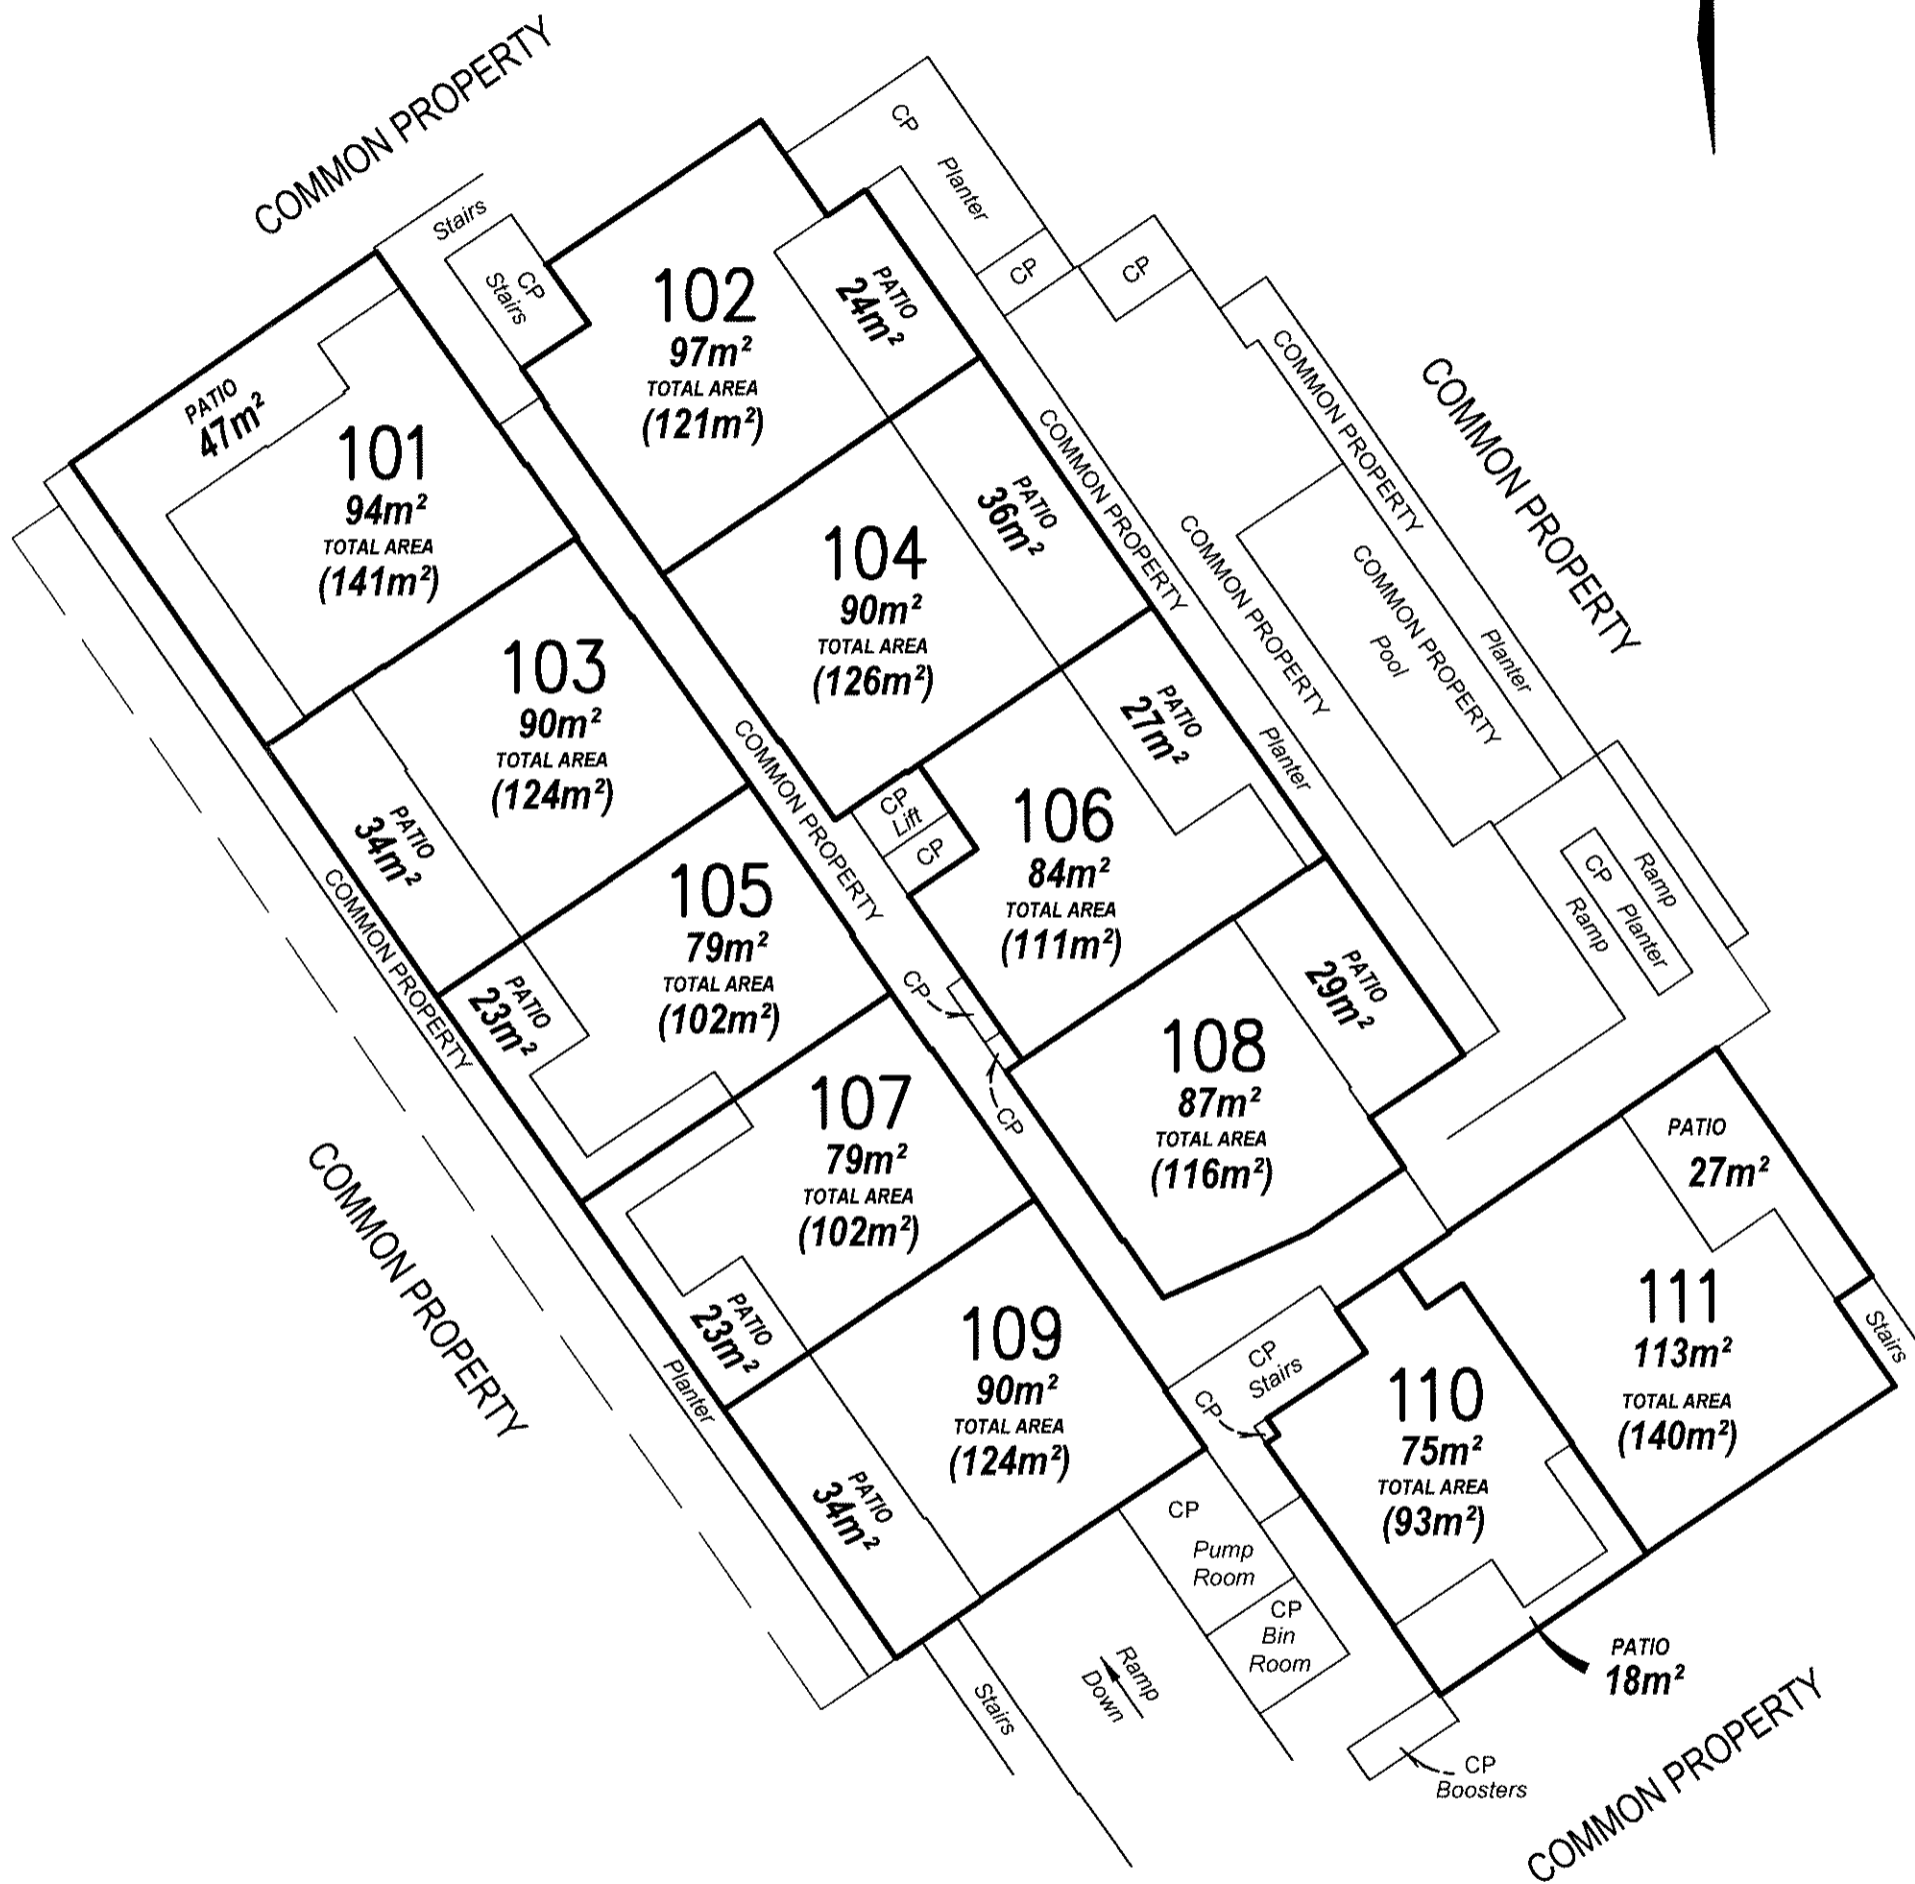 COMMON PROPERTY
Stairs
CP
Stairs
CP
Planter
CP
CP
102
97m²
TOTAL AREA
(121m²)
PATIO
24m²
PATIO
47m²
101
94m²
TOTAL AREA
(141m²)
COMMON PROPERTY
COMMON PROPERTY
COMMON PROPERTY
104
90m²
TOTAL AREA
(126m²)
PATIO
36m²
COMMON PROPERTY
COMMON PROPERTY
Pool
Planter
103
90m²
TOTAL AREA
(124m²)
PATIO
34m²
COMMON PROPERTY
COMMON PROPERTY
PATIO
27m²
Planter
CP
Lift
CP
106
84m²
TOTAL AREA
(111m²)
105
79m²
TOTAL AREA
(102m²)
PATIO
23m²
COMMON PROPERTY
Ramp
CP
Planter
Ramp
CP
CP
108
87m²
TOTAL AREA
(116m²)
PATIO
29m²
107
79m²
TOTAL AREA
(102m²)
PATIO
23m²
PATIO
27m²
111
113m²
TOTAL AREA
(140m²)
Stairs
Planter
109
90m²
TOTAL AREA
(124m²)
PATIO
34m²
CP
Stairs
CP
110
75m²
TOTAL AREA
(93m²)
PATIO
18m²
CP
Pump
Room
CP
Bin
Room
Ramp
Down
Stairs
CP
Boosters
COMMON PROPERTY